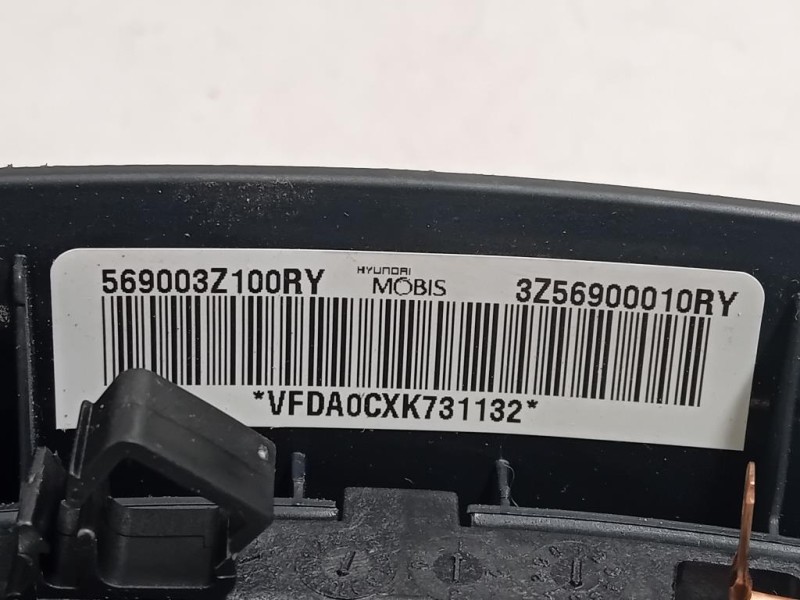 569003Z100RY HYUNDAI 3Z56900010RY
MOBIS
*VFDA0CXK731132*